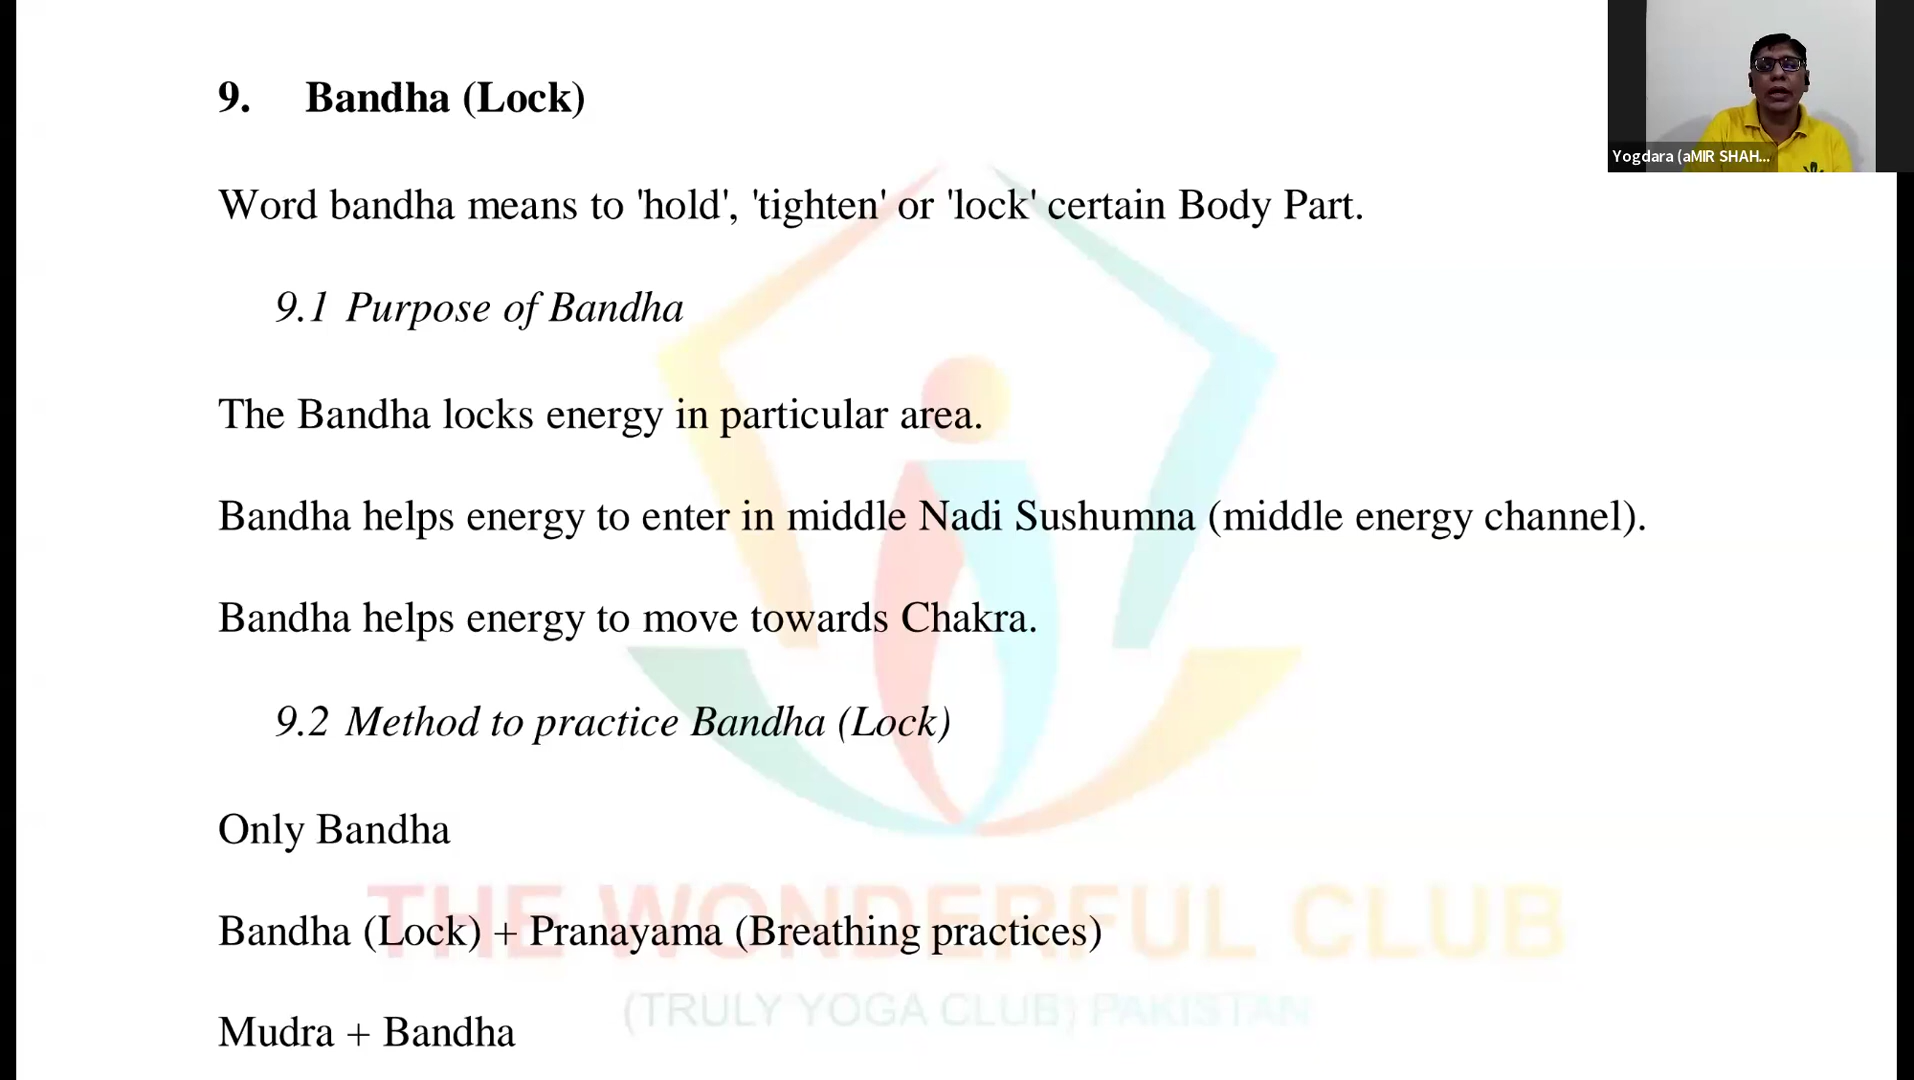 9. Bandha (Lock)
Yogdara (aMIR SHAH...
Word bandha means to 'hold', 'tighten' or 'lock' certain Body Part.
9.1 Purpose of Bandha
The Bandha locks energy in particular area.
Bandha helps energy to enter in middle Nadi Sushumna (middle energy channel).
Bandha helps energy to move towards Chakra.
9.2 Method to practice Bandha (Lock)
Only Bandha
THE WONDERFUL CLUB
Bandha (Lock) + Pranayama (Breathing practices)
(TRULY YOGA CLUB) PAKISTAN
Mudra + Bandha